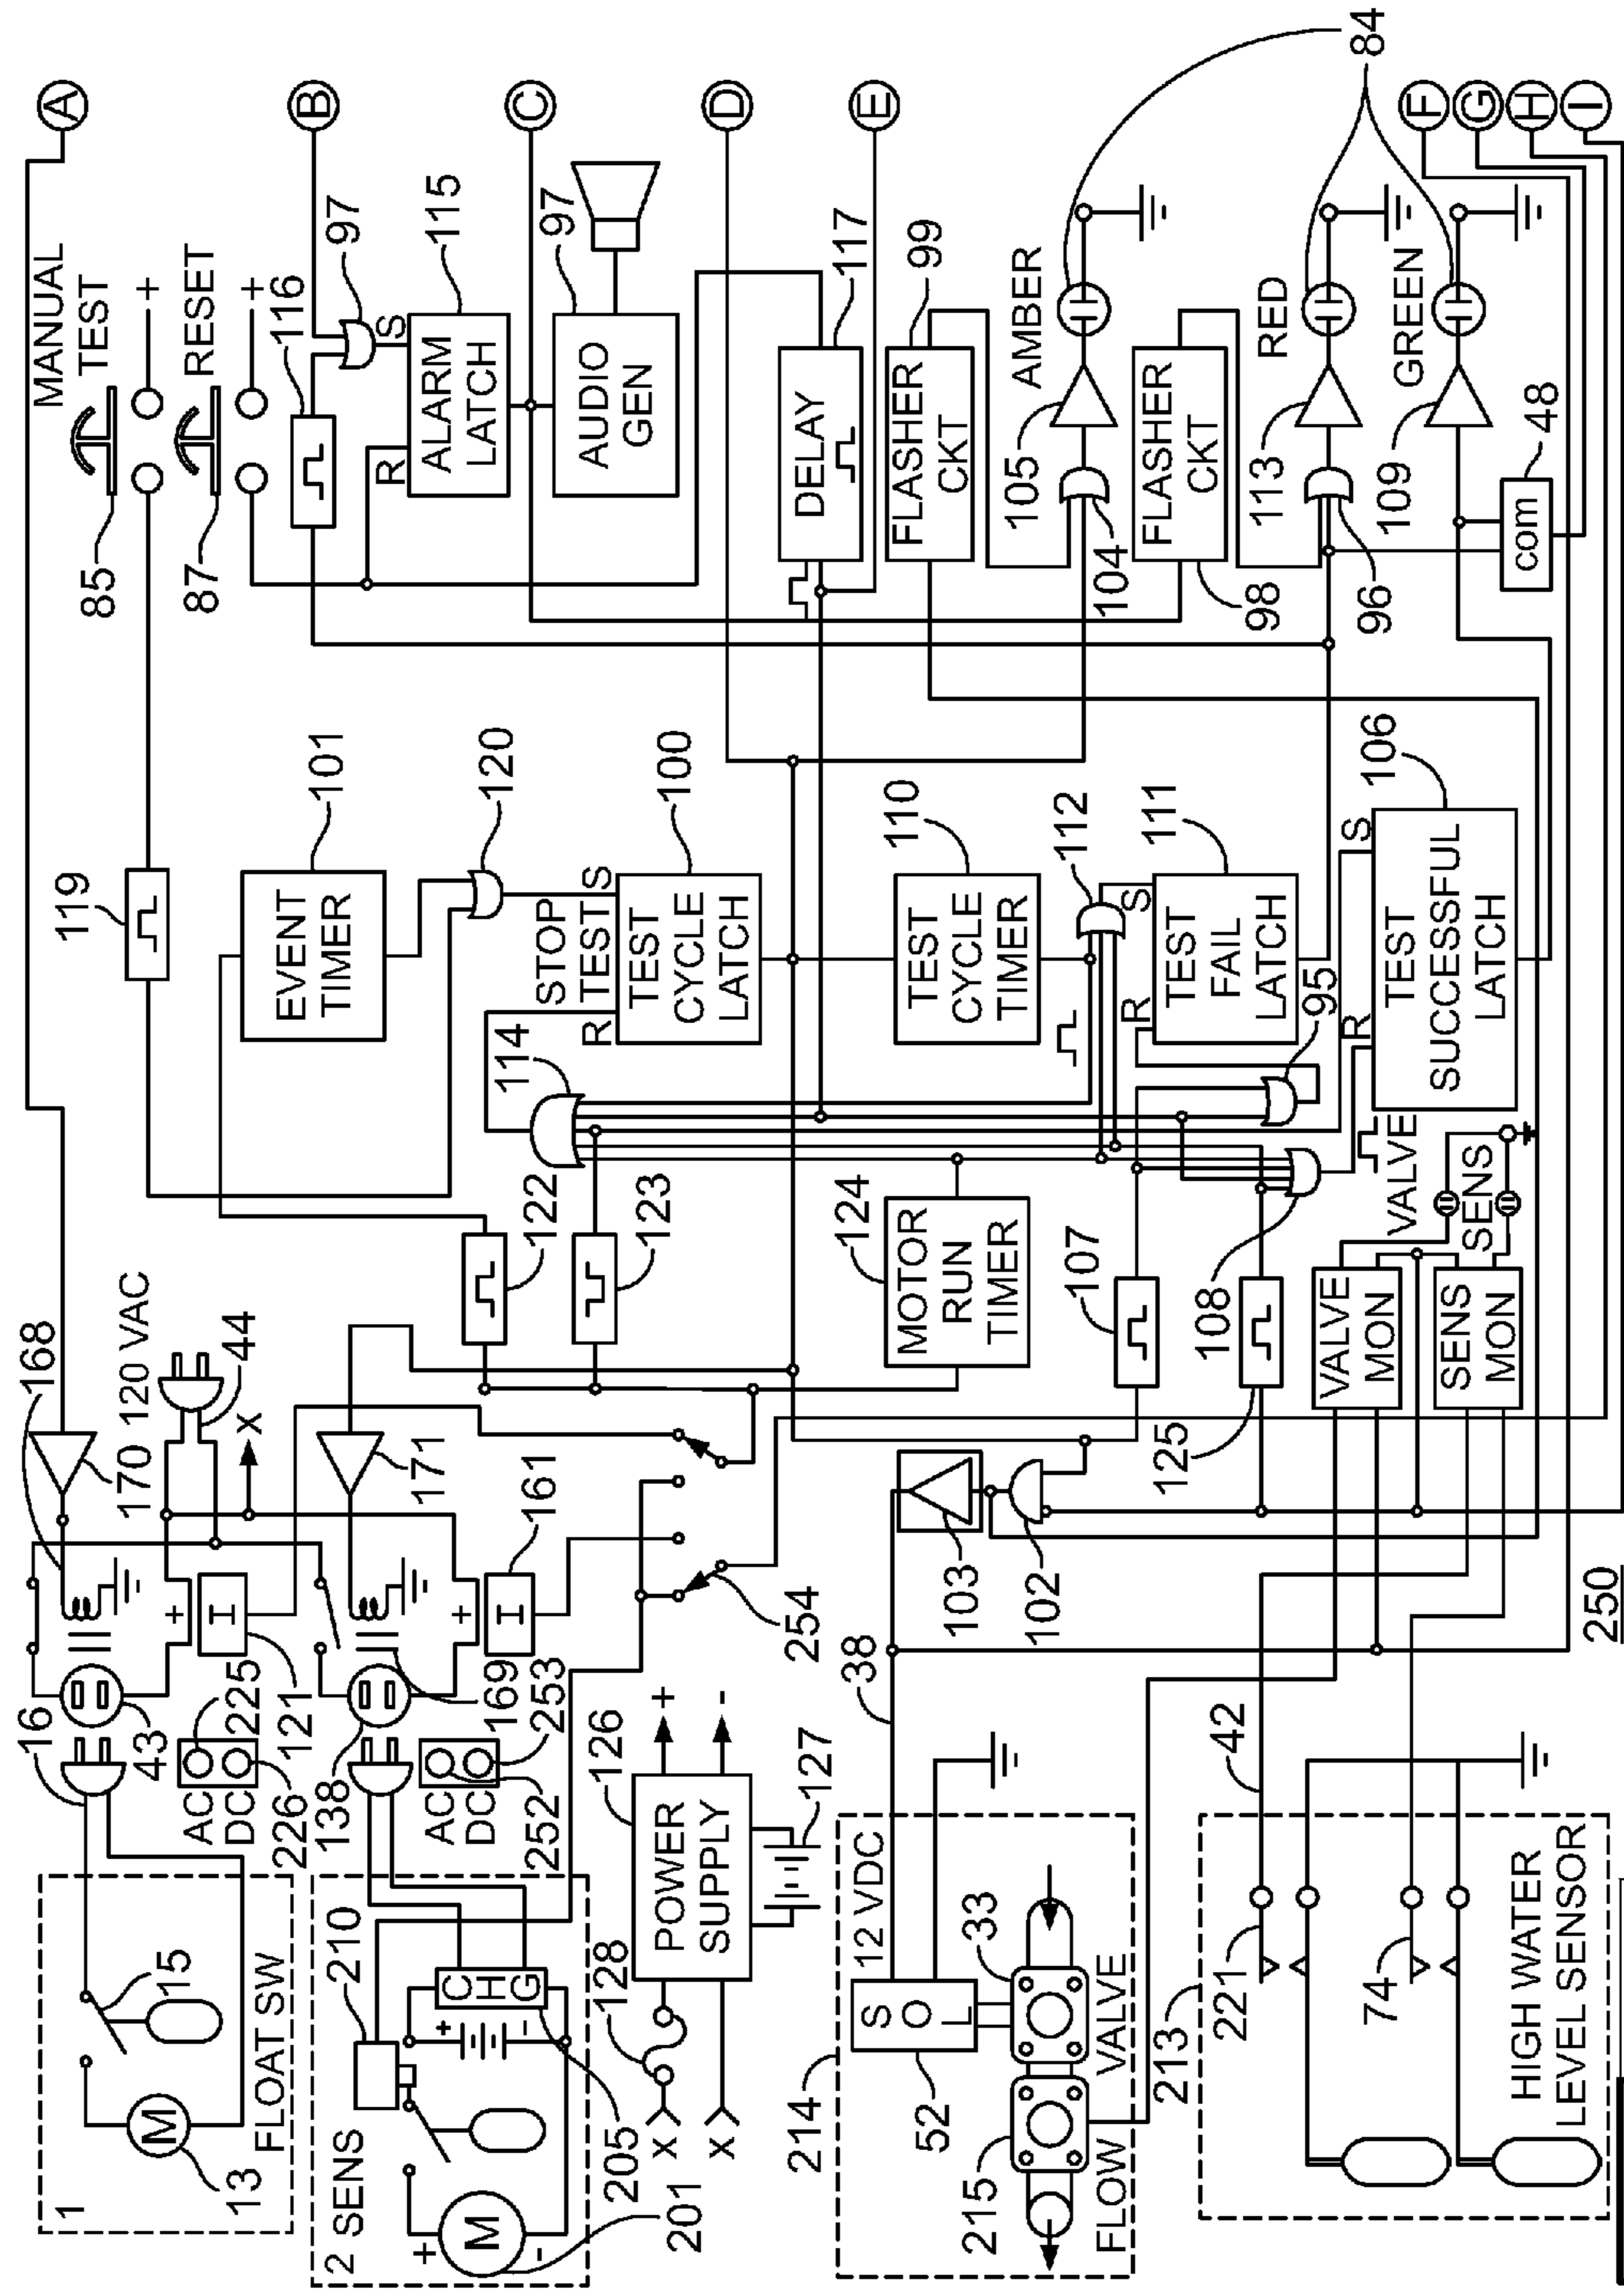 A
MANUAL
TEST
+
85
RESET
+
87
116
B
97
S
R
ALARM
LATCH
115
C
AUDIO
GEN
97
D
DELAY
117
E
FLASHER
CKT
99
AMBER
105
104
84
FLASHER
CKT
98
RED
113
96
GREEN
109
com
48
F
G
H
I
119
EVENT
TIMER
101
120
STOP
TEST
S
R
TEST
CYCLE
LATCH
100
114
TEST
CYCLE
TIMER
110
112
S
R
TEST
FAIL
LATCH
111
95
S
R
TEST
SUCCESSFUL
LATCH
106
122
123
MOTOR
RUN
TIMER
124
107
108
125
VALVE
SENS
VALVE
MON
SENS
MON
168
170
120 VAC
44
X
171
+
I
121
+
I
161
169
254
103
102
250
16
43
AC
DC
225
226
138
AC
DC
252
253
1
15
M
13
FLOAT SW
2 SENS
210
+
M
-
201
+
-
CHG
205
X
X
128
POWER
SUPPLY
126
+
-
127
38
214
12 VDC
SOL
52
33
215
FLOW
VALVE
213
42
221
74
HIGH WATER
LEVEL SENSOR